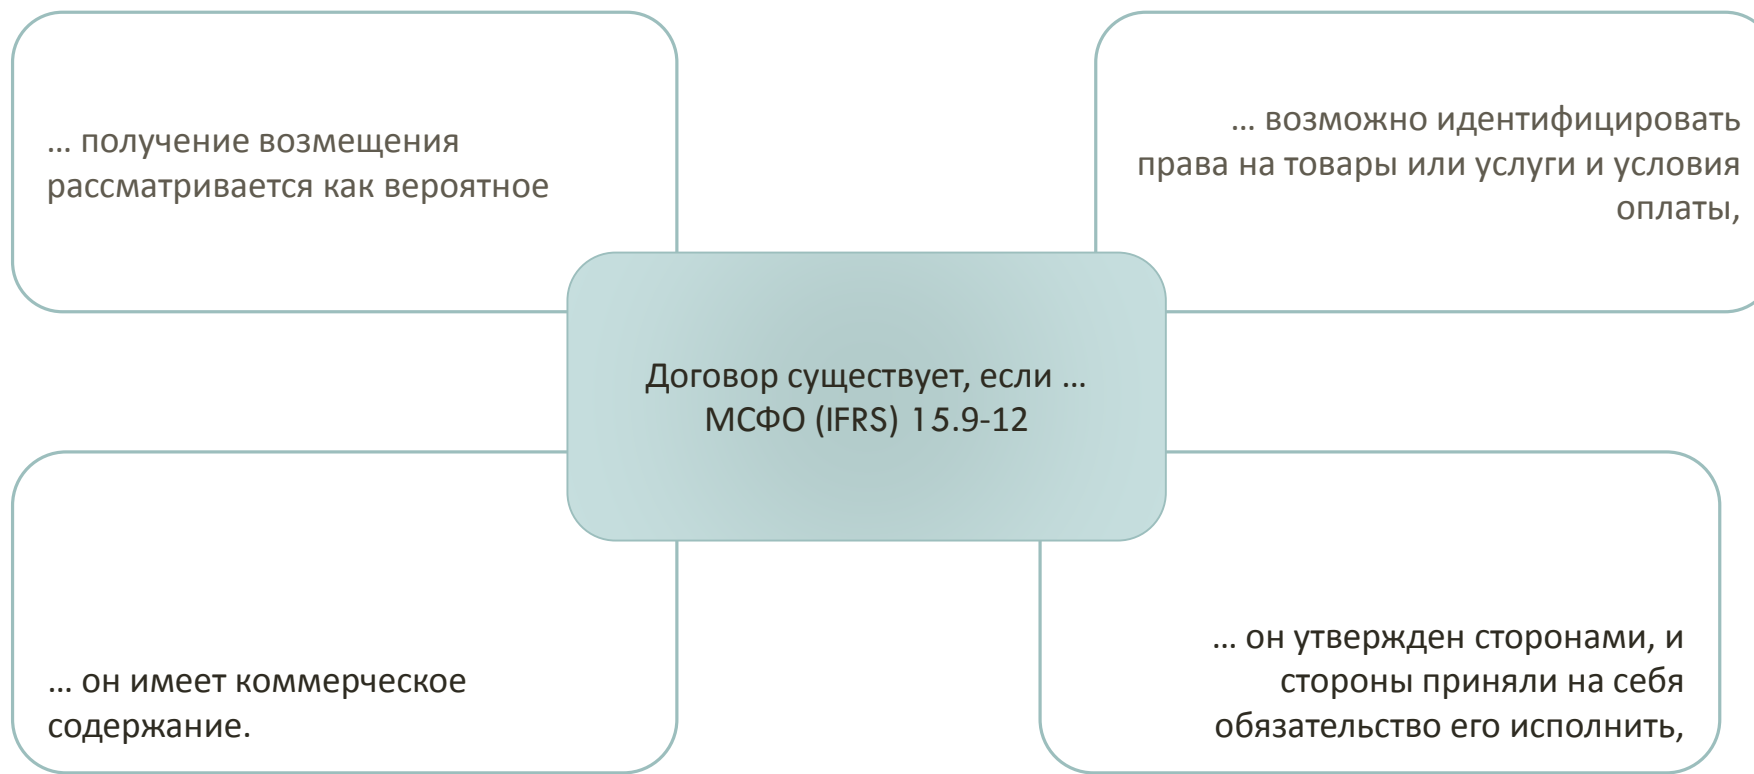 ... получение возмещения
рассматривается как вероятное
... возможно идентифицировать
права на товары или услуги и условия
оплаты,
Договор существует, если ...
МСФО (IFRS) 15.9-12
... он имеет коммерческое
содержание.
... он утвержден сторонами, и
стороны приняли на себя
обязательство его исполнить,